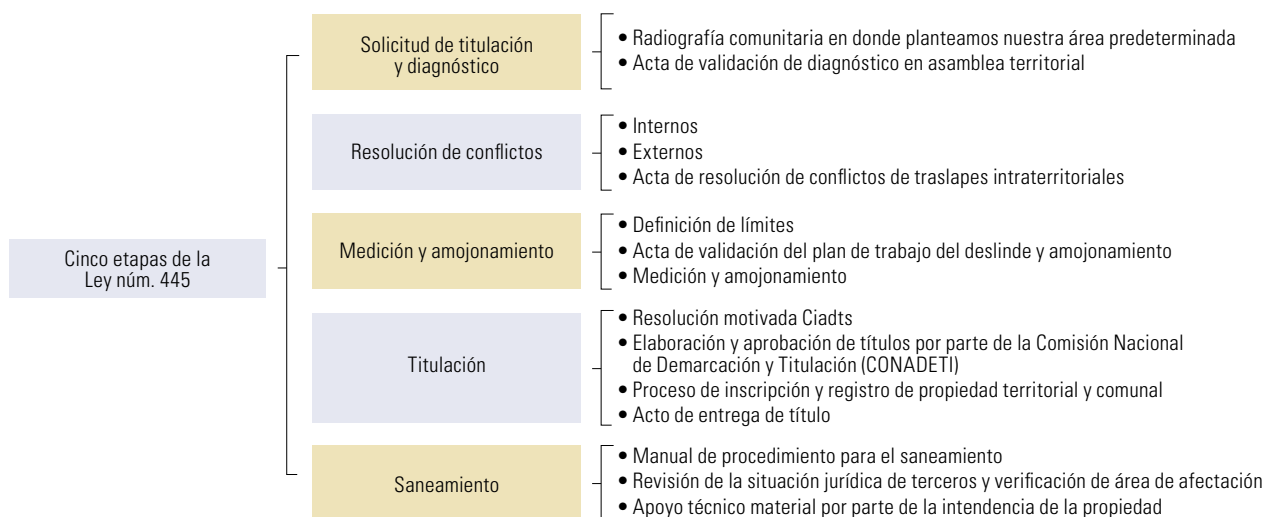 Cinco etapas de la
Ley núm. 445
Solicitud de titulación
y diagnóstico
• Radiografía comunitaria en donde planteamos nuestra área predeterminada
• Acta de validación de diagnóstico en asamblea territorial
Resolución de conflictos
• Internos
• Externos
• Acta de resolución de conflictos de traslapes intraterritoriales
Medición y amojonamiento
• Definición de límites
• Acta de validación del plan de trabajo del deslinde y amojonamiento
• Medición y amojonamiento
Titulación
• Resolución motivada Ciadts
• Elaboración y aprobación de títulos por parte de la Comisión Nacional
de Demarcación y Titulación (CONADETI)
• Proceso de inscripción y registro de propiedad territorial y comunal
• Acto de entrega de título
Saneamiento
• Manual de procedimiento para el saneamiento
• Revisión de la situación jurídica de terceros y verificación de área de afectación
• Apoyo técnico material por parte de la intendencia de la propiedad